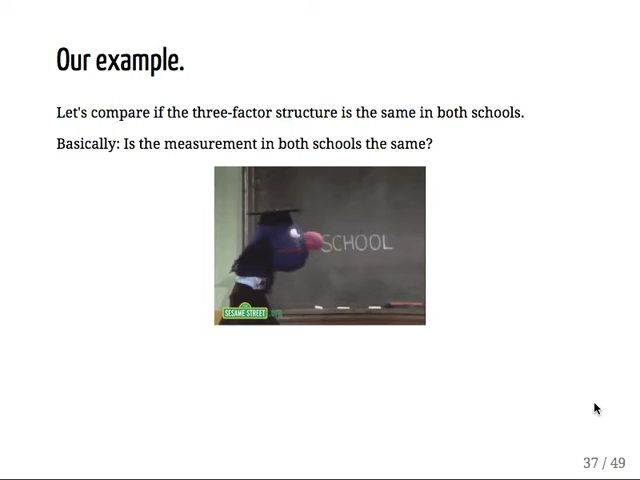 Our example.
Let's compare if the three-factor structure is the same in both schools.
Basically: Is the measurement in both schools the same?
SCHOOL
SESAME STREET.org
37 / 49